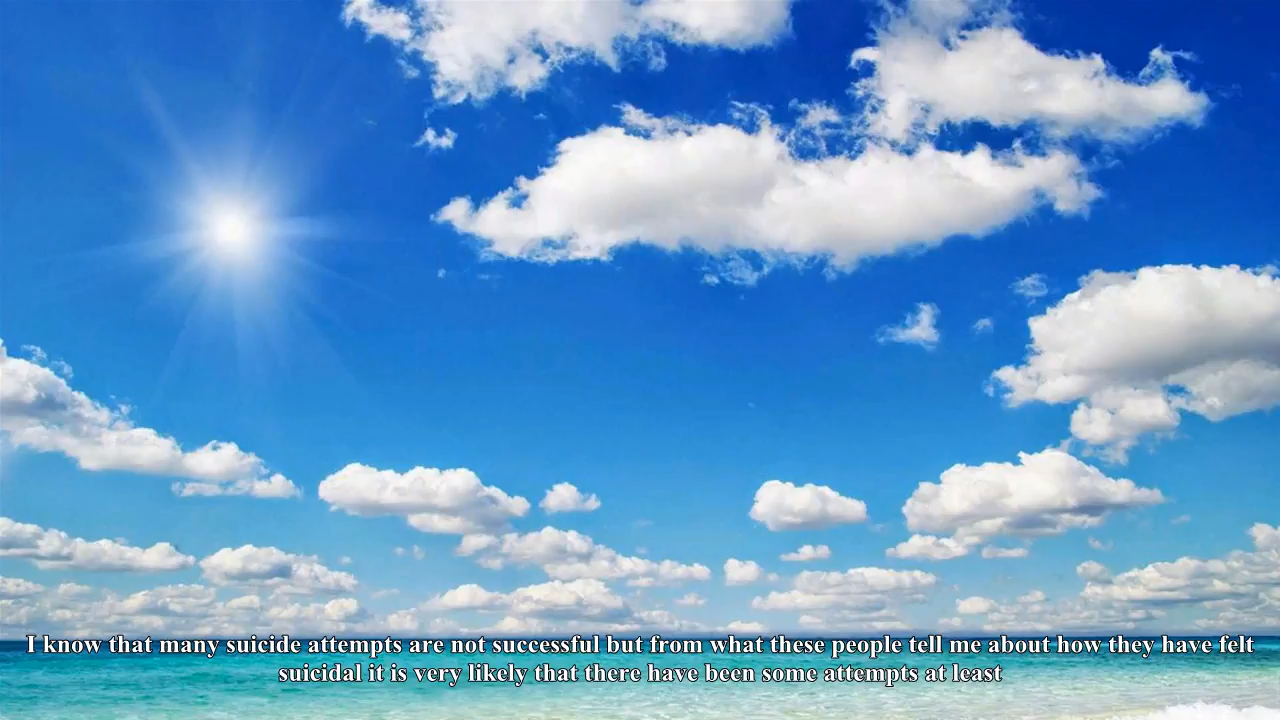 I know that many suicide attempts are not successful but from what these people tell me about how they have felt
suicidal it is very likely that there have been some attempts at least